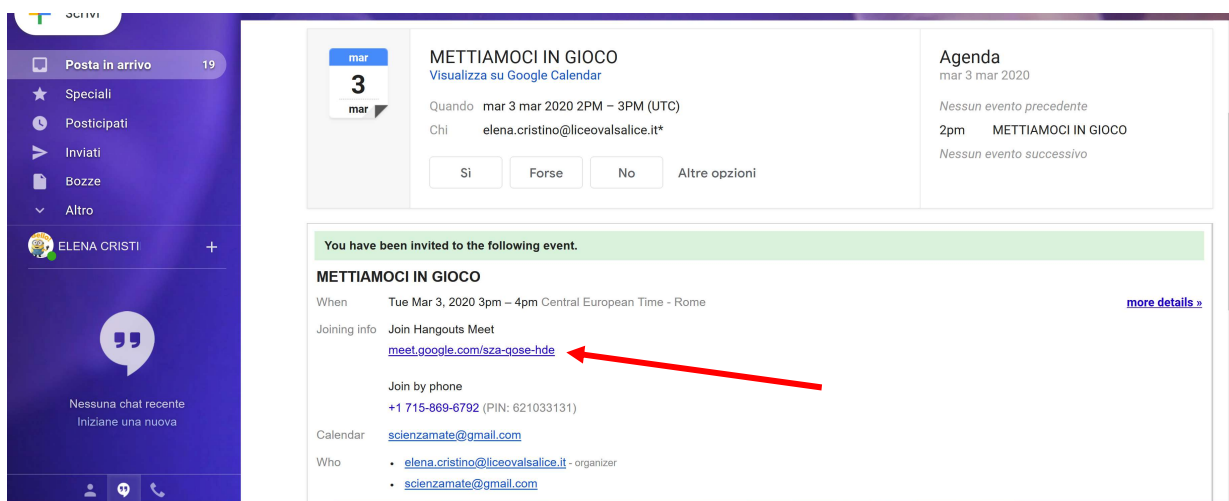 Scrivi
Posta in arrivo 19
Speciali
Posticipati
Inviati
Bozze
Altro
ELENA CRISTI
Nessuna chat recente
Iniziane una nuova
mar
3
mar
METTIAMOCI IN GIOCO
Visualizza su Google Calendar
Quando mar 3 mar 2020 2PM – 3PM (UTC)
Chi elena.cristino@liceovalsalice.it*
Sì Forse No Altre opzioni
Agenda
mar 3 mar 2020
Nessun evento precedente
2pm METTIAMOCI IN GIOCO
Nessun evento successivo
You have been invited to the following event.
METTIAMOCI IN GIOCO
When Tue Mar 3, 2020 3pm – 4pm Central European Time - Rome
more details »
Joining info Join Hangouts Meet
meet.google.com/sza-qose-hde
Join by phone
+1 715-869-6792 (PIN: 621033131)
Calendar scienzamate@gmail.com
Who • elena.cristino@liceovalsalice.it - organizer
• scienzamate@gmail.com